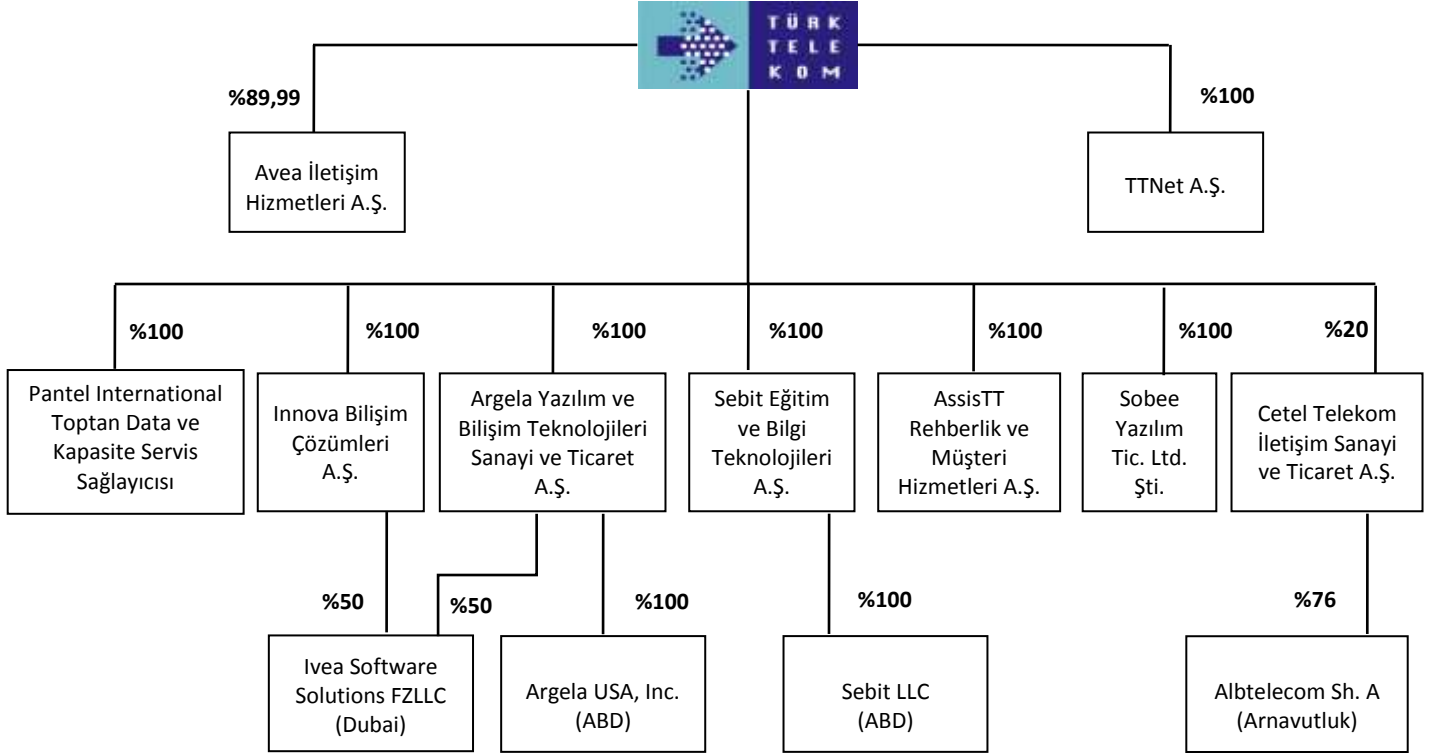 TÜRK
TELE
KOM
%89,99
%100
Avea İletişim
Hizmetleri A.Ş.
TTNet A.Ş.
%100
%100
%100
%100
%100
%100
%20
Pantel International
Toptan Data ve
Kapasite Servis
Sağlayıcısı
Innova Bilişim
Çözümleri
A.Ş.
Argela Yazılım ve
Bilişim Teknolojileri
Sanayi ve Ticaret
A.Ş.
Sebit Eğitim
ve Bilgi
Teknolojileri
A.Ş.
AssisTT
Rehberlik ve
Müşteri
Hizmetleri A.Ş.
Sobee
Yazılım
Tic. Ltd.
Şti.
Cetel Telekom
İletişim Sanayi
ve Ticaret A.Ş.
%50
%50
%100
%100
%76
Ivea Software
Solutions FZLLC
(Dubai)
Argela USA, Inc.
(ABD)
Sebit LLC
(ABD)
Albtelecom Sh. A
(Arnavutluk)